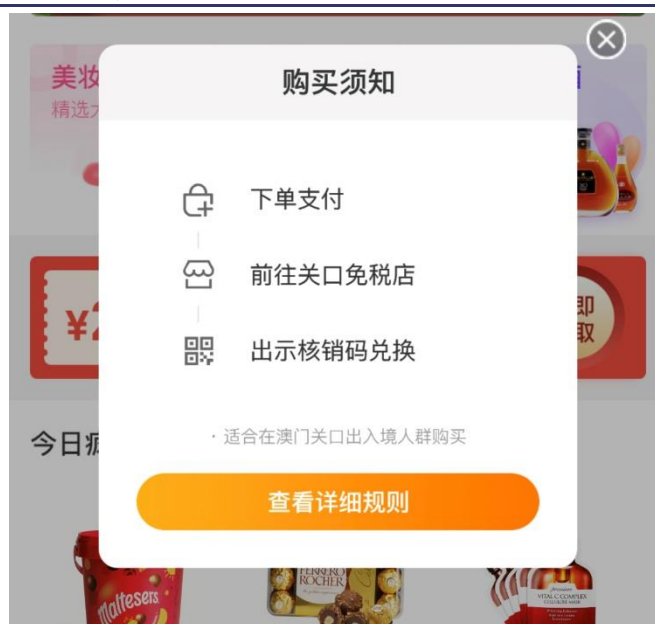 购买须知
美妆
精选
下单支付
前往关口免税店
出示核销码兑换
¥2
即
取
今日疯
· 适合在澳门关口出入境人群购买
查看详细规则
Maltesers
FERRERO
ROCHER
VITAL C COMPLEX